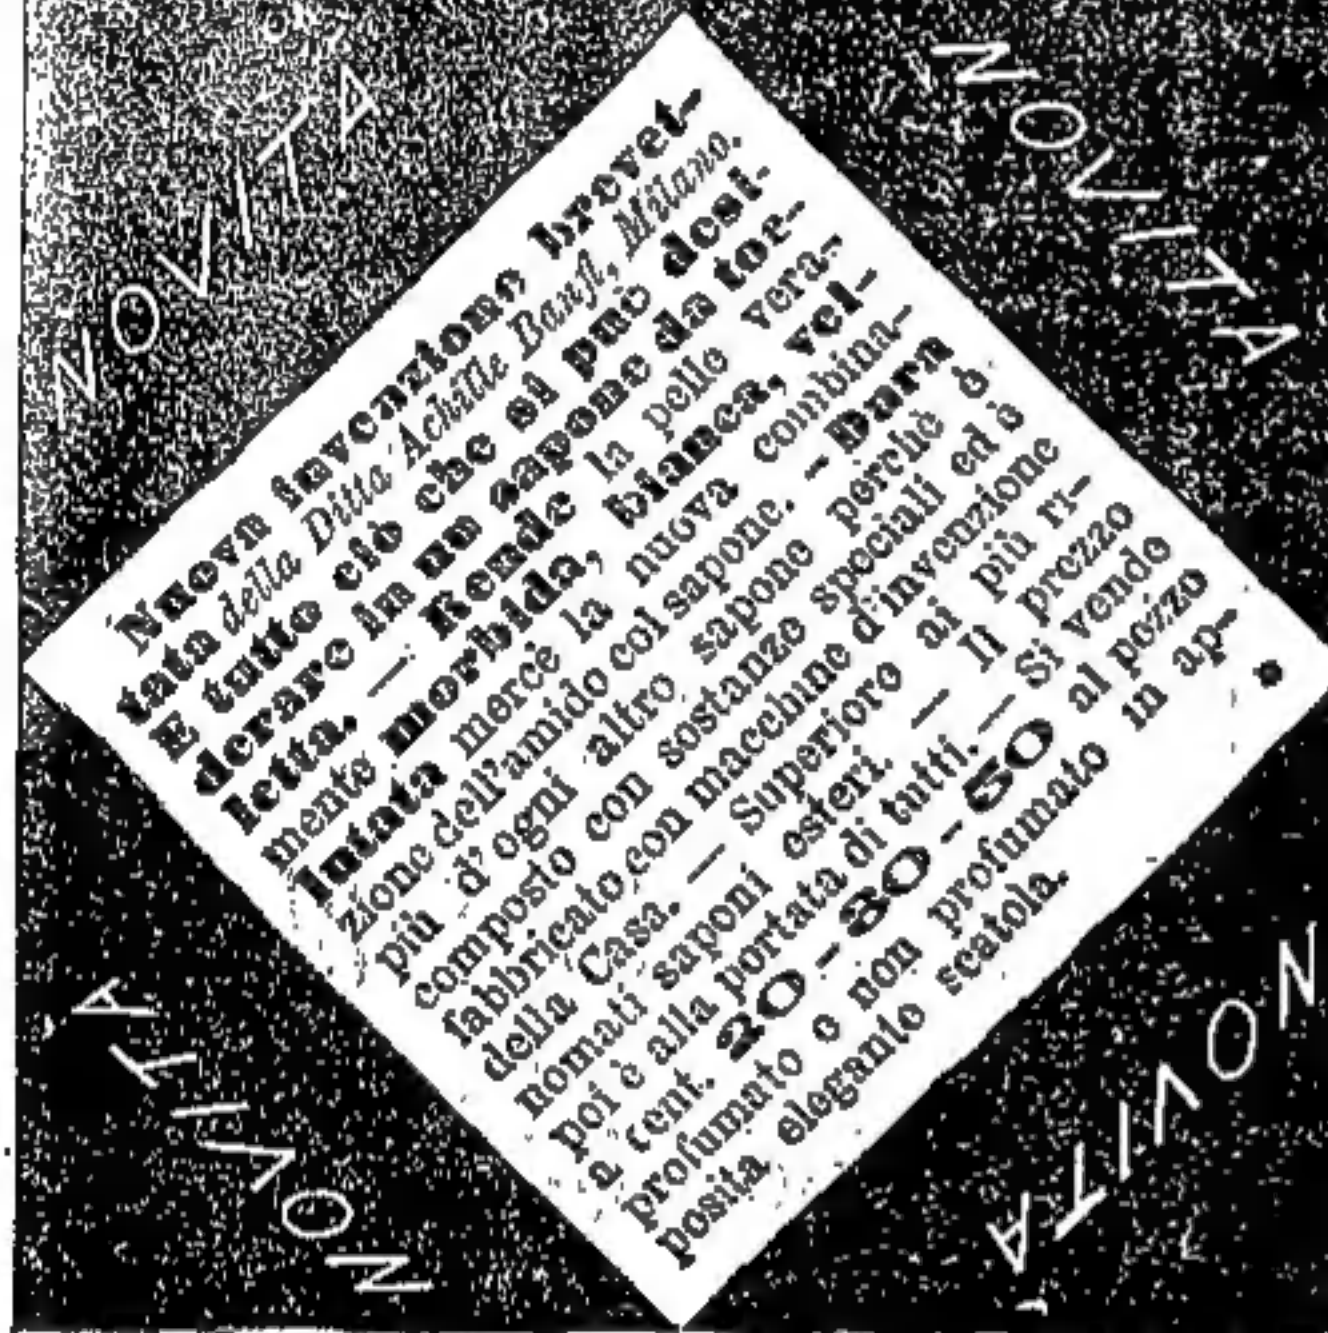 NOVITÀ
NOVITÀ
Nuova invenzione brevet-
tata della Ditta Achille Banfi, Milano.
E tutto ciò che si può desi-
derare in un sapone da toi-
letta. — Rende la pelle vera-
mente morbida, bianca, vel-
lutata mercè la nuova combina-
zione dell'amido col sapone. — Dura
più d'ogni altro sapone perchè è
composto con sostanze speciali ed è
fabbricato con macchine d'invenzione
della Casa. — Superiore ai più ri-
nomati saponi esteri. — Il prezzo
poi è alla portata di tutti. — Si vende
a cent. 20 - 30 - 50 al pezzo
profumato e non profumato in ap-
posita elegante scatola.
NOVITÀ
NOVITÀ